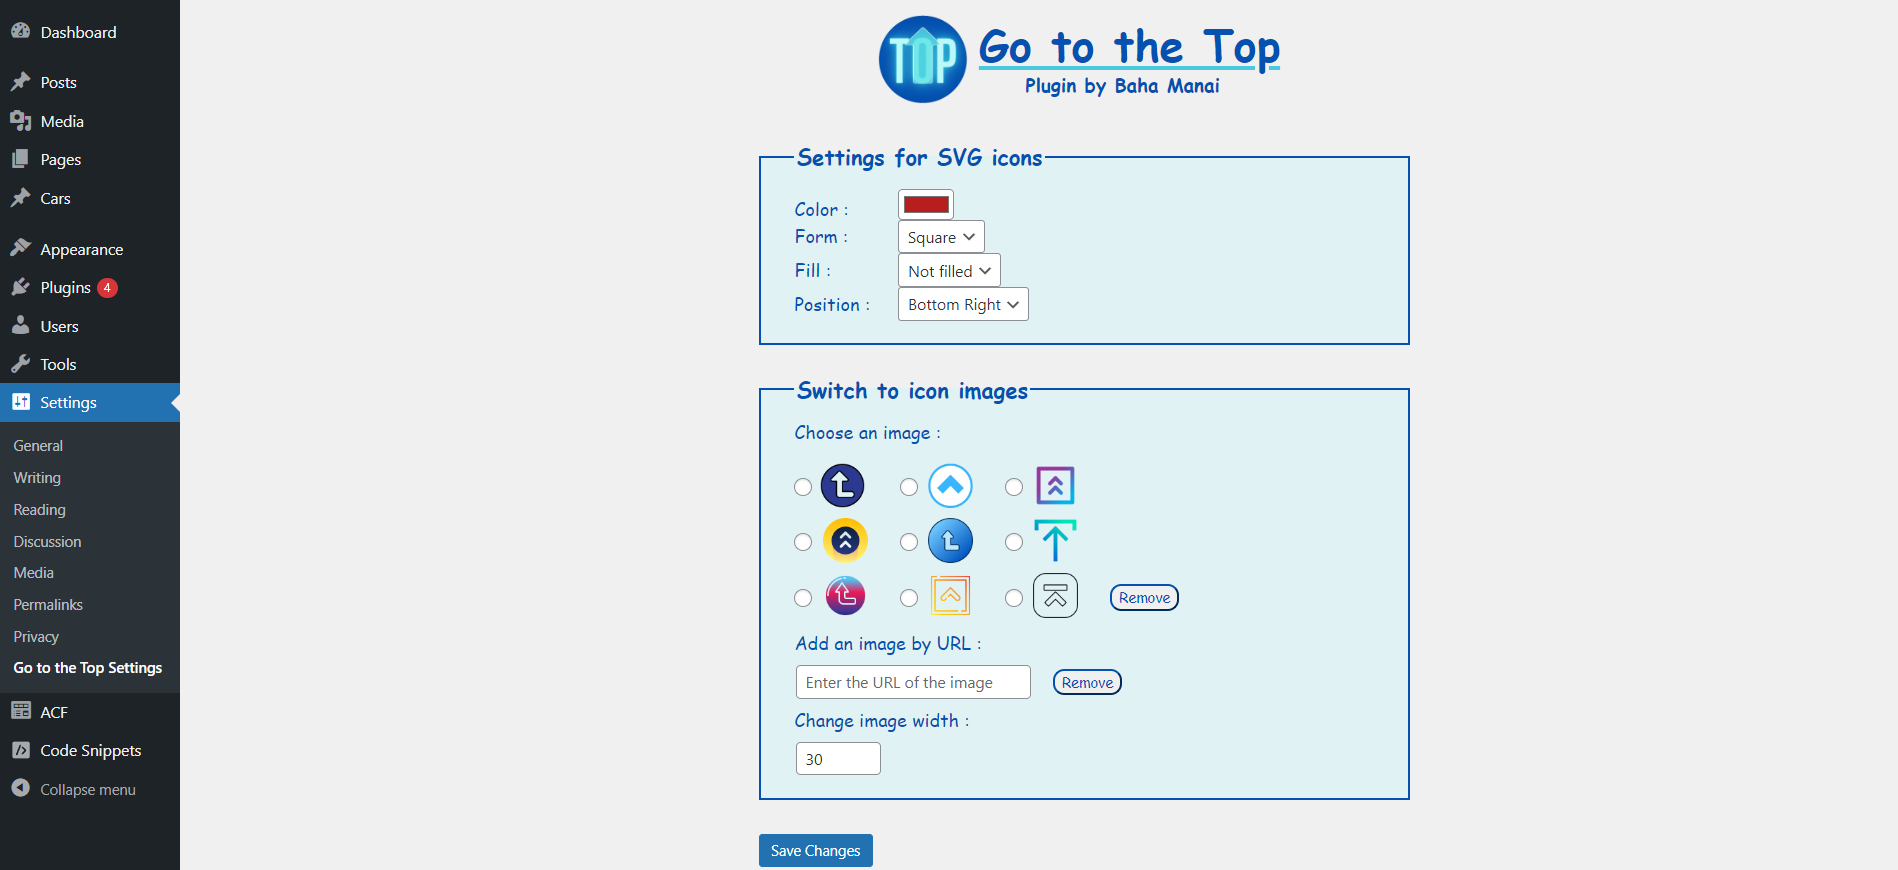 Dashboard
Posts
Media
Pages
Cars
Appearance
Plugins 4
Users
Tools
Settings
General
Writing
Reading
Discussion
Media
Permalinks
Privacy
Go to the Top Settings
ACF
Code Snippets
Collapse menu
TOP
Go to the Top
Plugin by Baha Manai
Settings for SVG icons
Color :
Form : Square
Fill : Not filled
Position : Bottom Right
Switch to icon images
Choose an image :
Remove
Add an image by URL :
Enter the URL of the image Remove
Change image width :
30
Save Changes